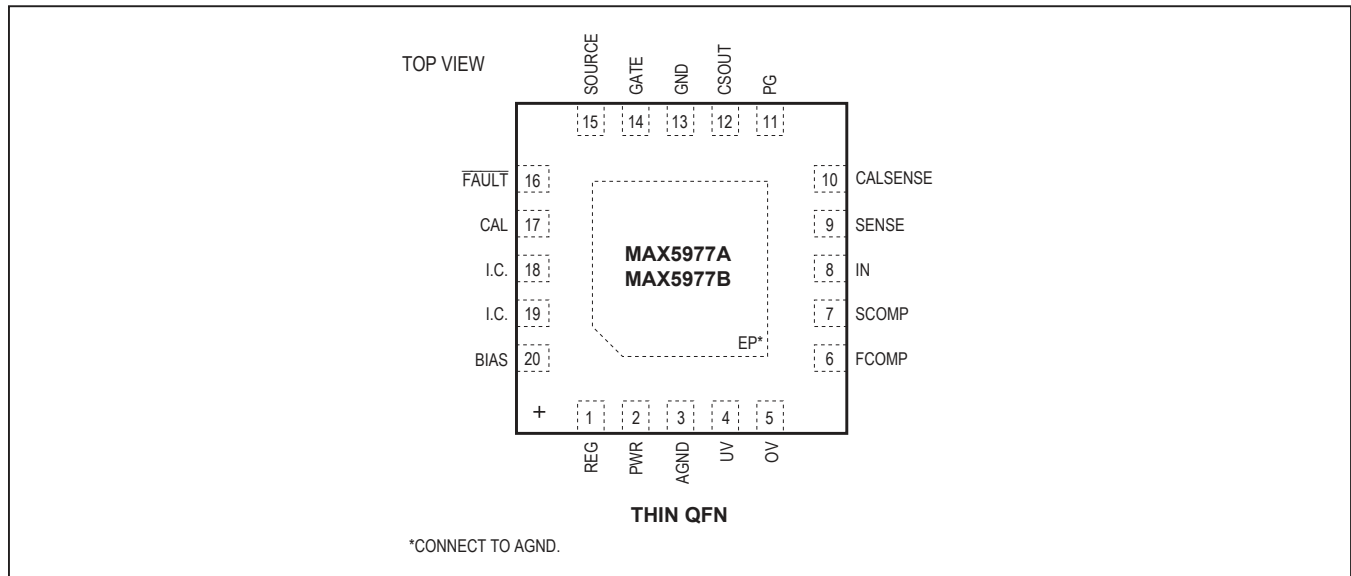 TOP VIEW
SOURCE
GATE
GND
CSOUT
PG
15
14
13
12
11
FAULT 16
CAL 17
I.C. 18
I.C. 19
BIAS 20
10 CALSENSE
9 SENSE
8 IN
7 SCOMP
6 FCOMP
MAX5977A
MAX5977B
EP*
+
1
2
3
4
5
REG
PWR
AGND
UV
OV
THIN QFN
*CONNECT TO AGND.